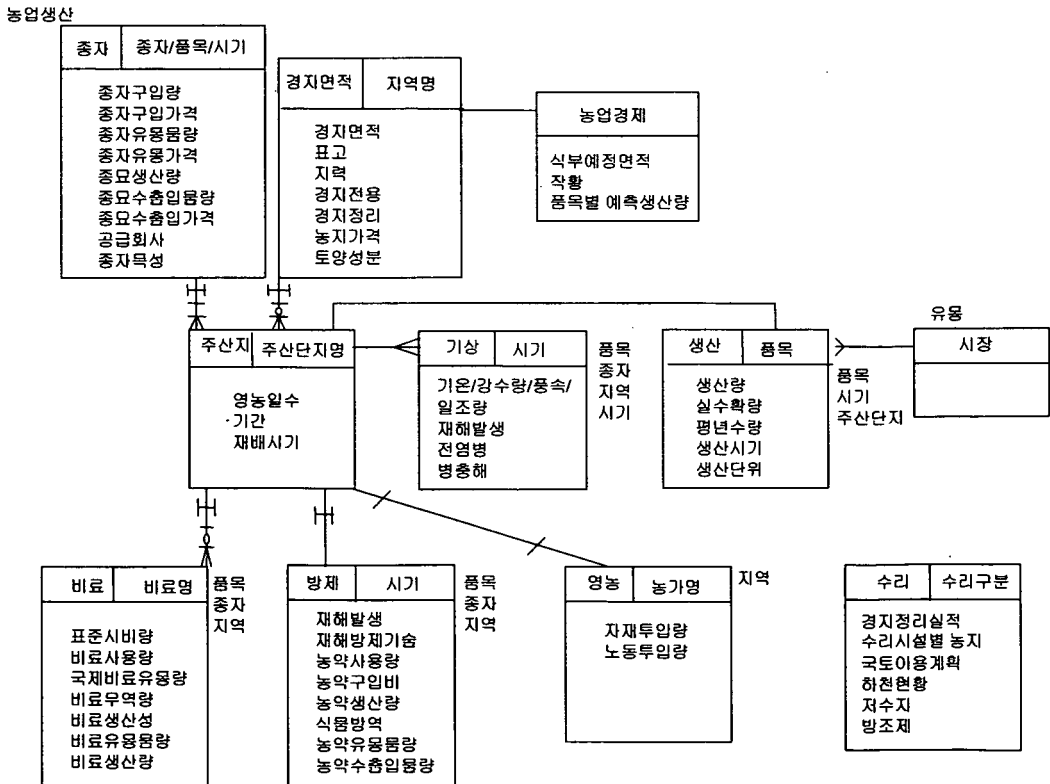 농업생산
종자 종자/품목/시기
종자구입량
종자구입가격
종자유몽뭄량
종자유몽가격
종묘생산량
종묘수춥입뭄량
종묘수춥입가격
공급회사
종자특성
경지면적 지역명
경자면적
표고
지력
경지전용
경지정리
농지가격
토양성분
농업경제
식부예정면적
작황
품목별 예측생산량
주산지 주산단지명
영농일수
기간
재배시기
기상 시기
기온/강수량/풍속/
일조량
재해발생
전염병
병충해
품목
종자
지역
시기
생산 품목
생산량
실수확량
평년수량
생산시기
생산단위
품목
시기
주산단지
유몽
시장
비료 비료명
표준시비량
비료사용량
국제비료유몽량
비료무역량
비료생산성
비료유몽뭄량
비료생산량
품목
종자
지역
방제 시기
재해발생
재해방제기술
농약사용량
농약구입비
농약생산량
식뭄방역
농약유몽뭄량
농약수춥입뭄량
품목
종자
지역
영농 농가명
자재투입량
노동투입량
지역
수리 수리구분
경지정리실적
수리시설별 농지
국토이용계획
하천현황
저수지
방조제